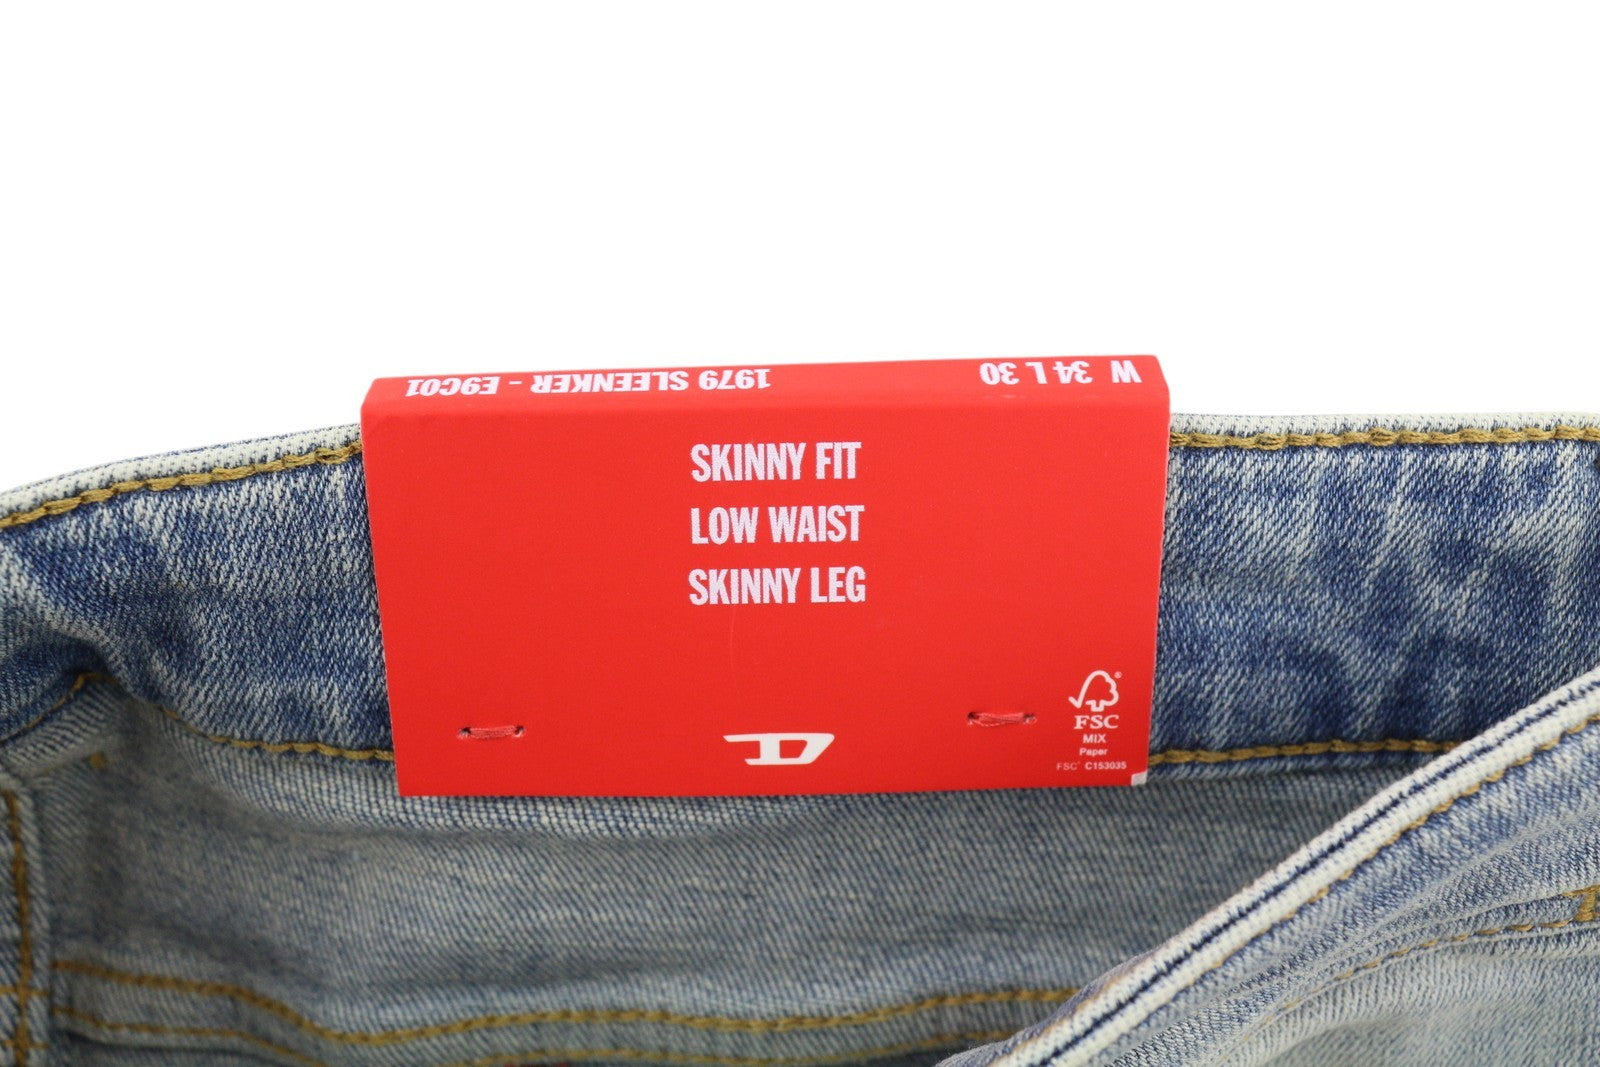 1979 SLEENKER - E9C01
W 34 L 30
SKINNY FIT
LOW WAIST
SKINNY LEG
D
®
FSC
MIX
Paper
FSC® C153035